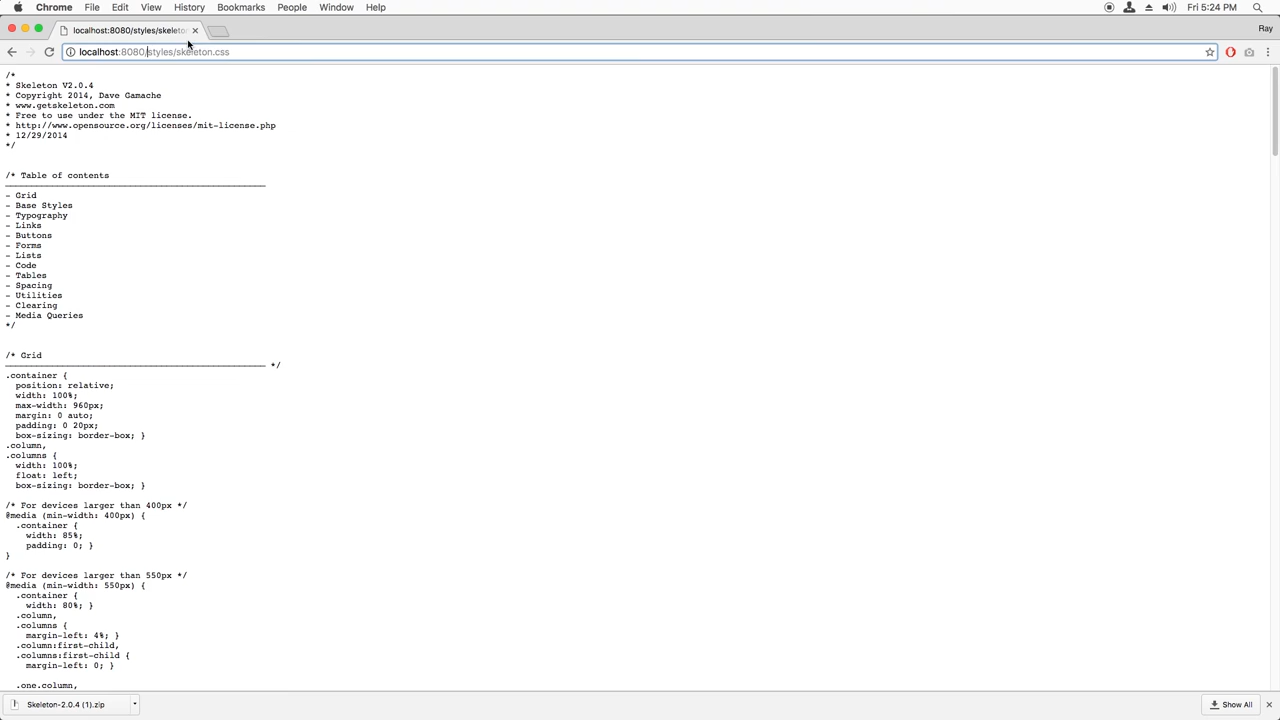 Chrome File Edit View History Bookmarks People Window Help Fri 5:24 PM
localhost:8080/styles/skeleto Ray
localhost:8080/styles/skeleton.css
/*
* Skeleton V2.0.4
* Copyright 2014, Dave Gamache
* www.getskeleton.com
* Free to use under the MIT license.
* http://www.opensource.org/licenses/mit-license.php
* 12/29/2014
*/
/* Table of contents
––––––––––––––––––––––––––––––––––––––––––––––––––
- Grid
- Base Styles
- Typography
- Links
- Buttons
- Forms
- Lists
- Code
- Tables
- Spacing
- Utilities
- Clearing
- Media Queries
*/
/* Grid
–––––––––––––––––––––––––––––––––––––––––––––––––– */
.container {
position: relative;
width: 100%;
max-width: 960px;
margin: 0 auto;
padding: 0 20px;
box-sizing: border-box; }
.column,
.columns {
width: 100%;
float: left;
box-sizing: border-box; }
/* For devices larger than 400px */
@media (min-width: 400px) {
.container {
width: 85%;
padding: 0; }
}
/* For devices larger than 550px */
@media (min-width: 550px) {
.container {
width: 80%; }
.column,
.columns {
margin-left: 4%; }
.column:first-child,
.columns:first-child {
margin-left: 0; }
.one.column,
Skeleton-2.0.4 (1).zip Show All